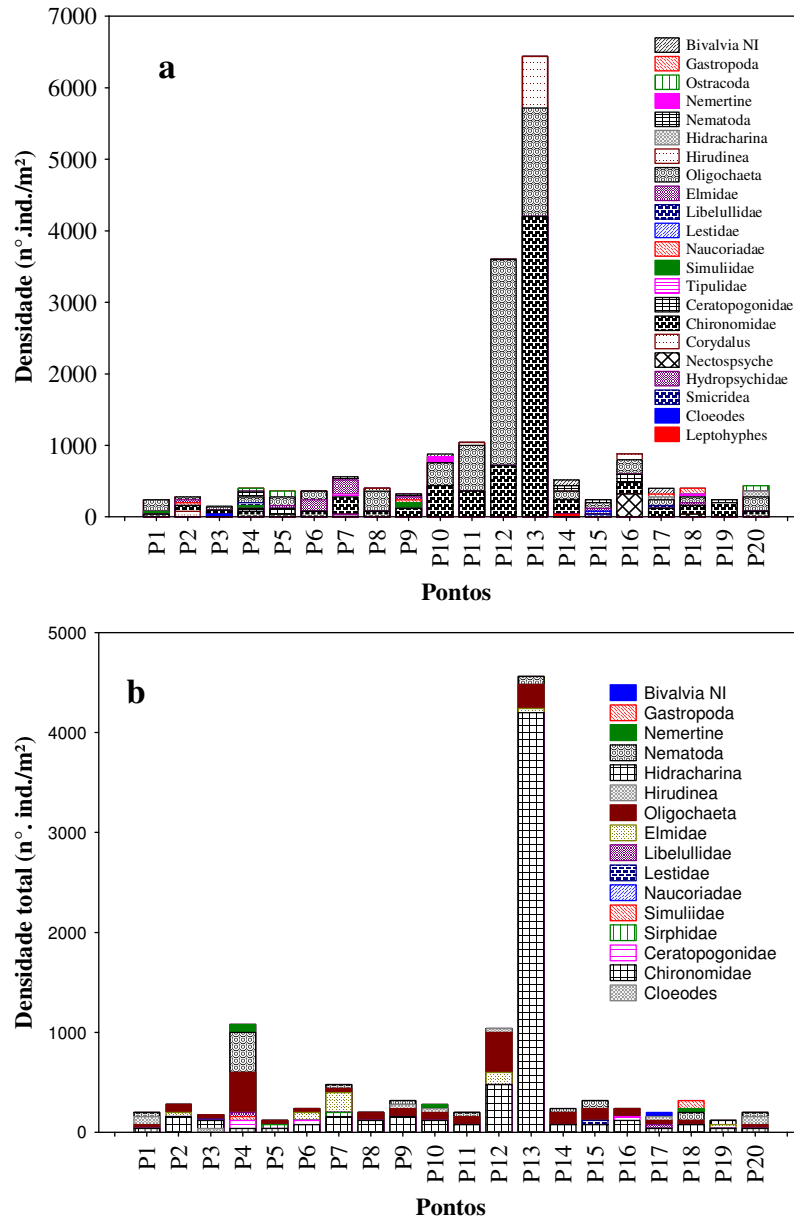 7000
6000
5000
4000
3000
2000
1000
0
Densidade (n°.ind./m²)
a
Bivalvia NI
Gastropoda
Ostracoda
Nemertine
Nematoda
Hidracharina
Hirudinea
Oligochaeta
Elmidae
Libelullidae
Lestidae
Naucoriadae
Simuliidae
Tipulidae
Ceratopogonidae
Chironomidae
Corydalus
Nectospsyche
Hydropsychidae
Smicridea
Cloeodes
Leptohyphes
P1 P2 P3 P4 P5 P6 P7 P8 P9 P10 P11 P12 P13 P14 P15 P16 P17 P18 P19 P20
Pontos
5000
4000
3000
2000
1000
0
Densidade total (n°. ind./m²)
b
Bivalvia NI
Gastropoda
Nemertine
Nematoda
Hidracharina
Hirudinea
Oligochaeta
Elmidae
Libelullidae
Lestidae
Naucoriadae
Simuliidae
Sirphidae
Ceratopogonidae
Chironomidae
Cloeodes
P1 P2 P3 P4 P5 P6 P7 P8 P9 P10 P11 P12 P13 P14 P15 P16 P17 P18 P19 P20
Pontos